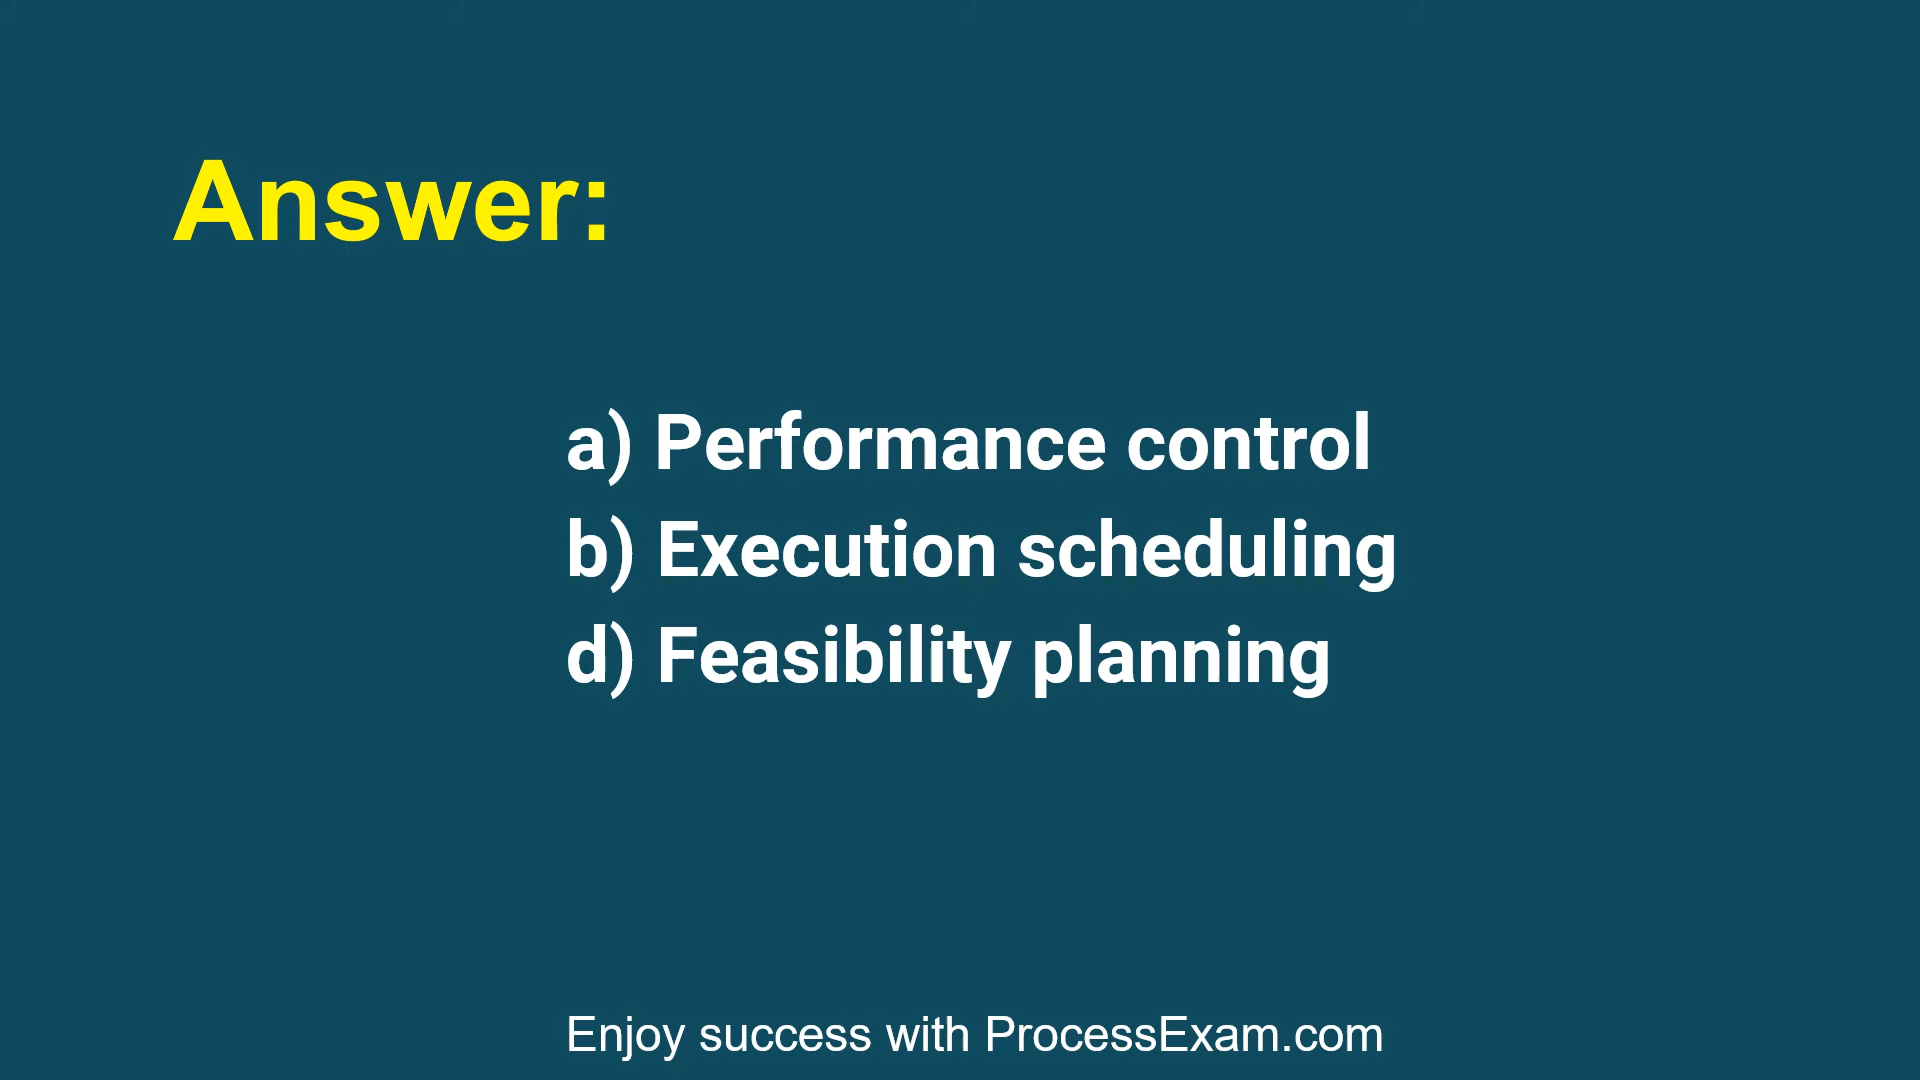 Answer:
a) Performance control
b) Execution scheduling
d) Feasibility planning
Enjoy success with ProcessExam.com